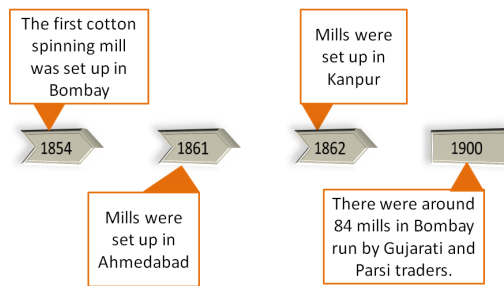 The first cotton
spinning mill
was set up in
Bombay
1854
Mills were
set up in
Ahmedabad
1861
Mills were
set up in
Kanpur
1862
There were around
84 mills in Bombay
run by Gujarati and
Parsi traders.
1900